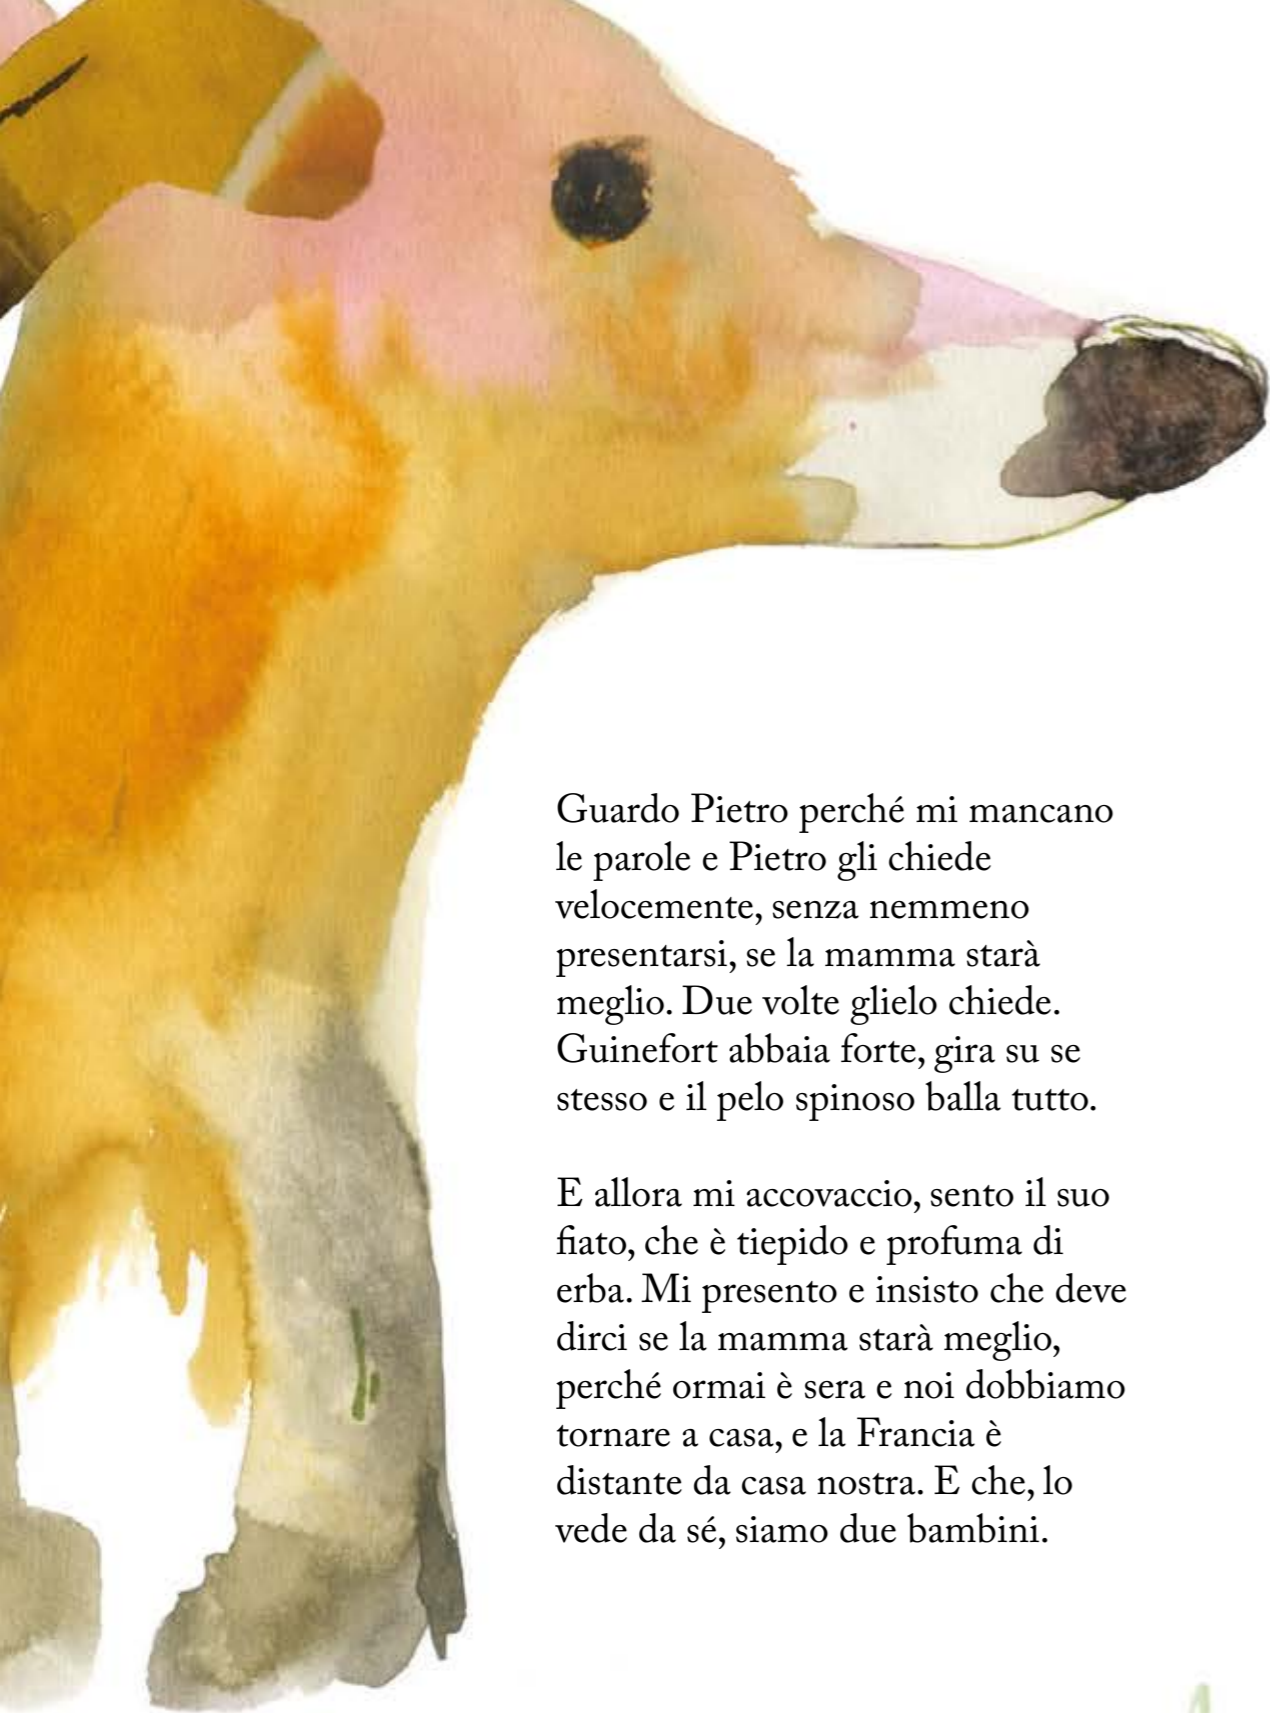 Guardo Pietro perché mi mancano
le parole e Pietro gli chiede
velocemente, senza nemmeno
presentarsi, se la mamma starà
meglio. Due volte glielo chiede.
Guinefort abbaia forte, gira su se
stesso e il pelo spinoso balla tutto.
E allora mi accovaccio, sento il suo
fiato, che è tiepido e profuma di
erba. Mi presento e insisto che deve
dirci se la mamma starà meglio,
perché ormai è sera e noi dobbiamo
tornare a casa, e la Francia è
distante da casa nostra. E che, lo
vede da sé, siamo due bambini.